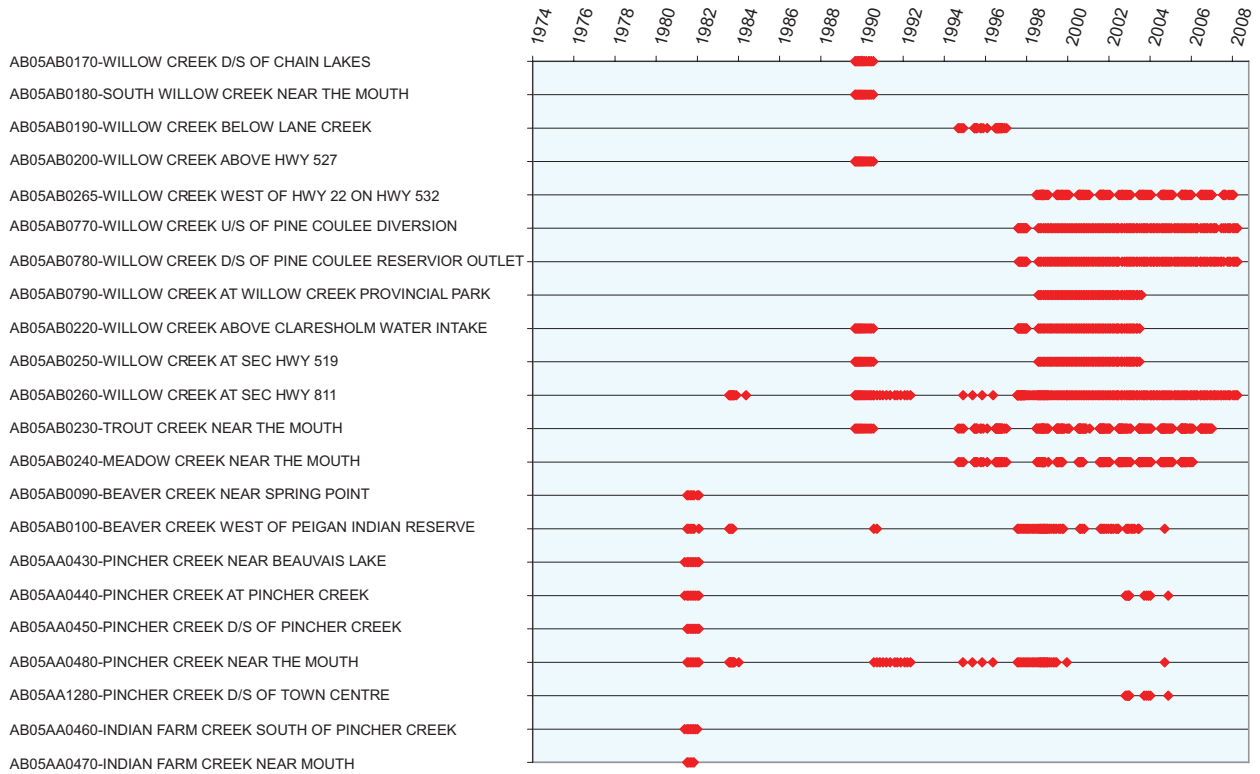 1974 1976 1978 1980 1982 1984 1986 1988 1990 1992 1994 1996 1998 2000 2002 2004 2006 2008
AB05AB0170-WILLOW CREEK D/S OF CHAIN LAKES
AB05AB0180-SOUTH WILLOW CREEK NEAR THE MOUTH
AB05AB0190-WILLOW CREEK BELOW LANE CREEK
AB05AB0200-WILLOW CREEK ABOVE HWY 527
AB05AB0265-WILLOW CREEK WEST OF HWY 22 ON HWY 532
AB05AB0770-WILLOW CREEK U/S OF PINE COULEE DIVERSION
AB05AB0780-WILLOW CREEK D/S OF PINE COULEE RESERVIOR OUTLET
AB05AB0790-WILLOW CREEK AT WILLOW CREEK PROVINCIAL PARK
AB05AB0220-WILLOW CREEK ABOVE CLARESHOLM WATER INTAKE
AB05AB0250-WILLOW CREEK AT SEC HWY 519
AB05AB0260-WILLOW CREEK AT SEC HWY 811
AB05AB0230-TROUT CREEK NEAR THE MOUTH
AB05AB0240-MEADOW CREEK NEAR THE MOUTH
AB05AB0090-BEAVER CREEK NEAR SPRING POINT
AB05AB0100-BEAVER CREEK WEST OF PEIGAN INDIAN RESERVE
AB05AA0430-PINCHER CREEK NEAR BEAUVAIS LAKE
AB05AA0440-PINCHER CREEK AT PINCHER CREEK
AB05AA0450-PINCHER CREEK D/S OF PINCHER CREEK
AB05AA0480-PINCHER CREEK NEAR THE MOUTH
AB05AA1280-PINCHER CREEK D/S OF TOWN CENTRE
AB05AA0460-INDIAN FARM CREEK SOUTH OF PINCHER CREEK
AB05AA0470-INDIAN FARM CREEK NEAR MOUTH